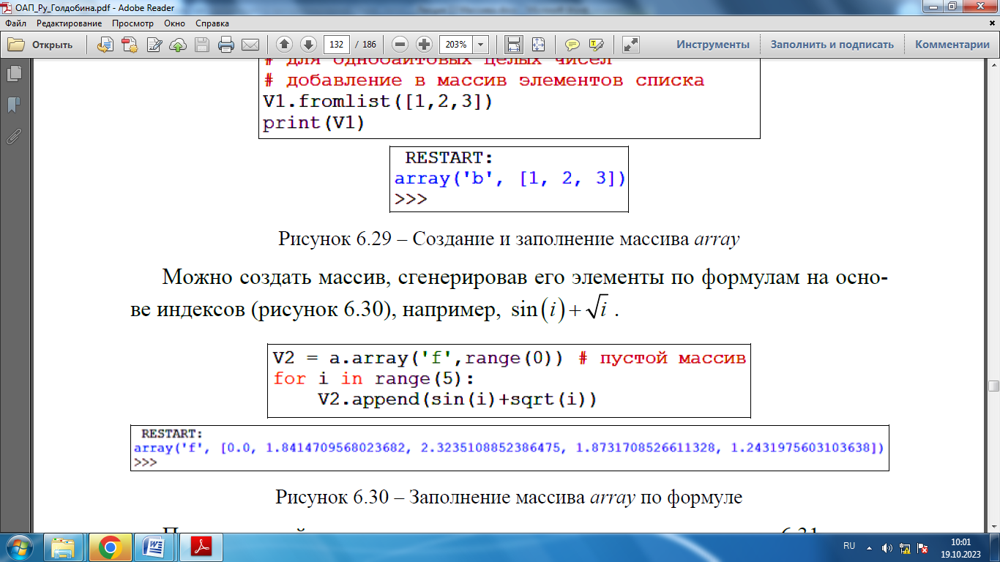 ОАП_Ру_Голдобина.pdf - Adobe Reader
Файл Редактирование Просмотр Окно Справка
Открыть 132 / 186 203% Инструменты Заполнить и подписать Комментарии
# для однобайтовых целых чисел
# добавление в массив элементов списка
V1.fromlist([1,2,3])
print(V1)
RESTART:
array('b', [1, 2, 3])
>>>
Рисунок 6.29 – Создание и заполнение массива array
Можно создать массив, сгенерировав его элементы по формулам на осно-
ве индексов (рисунок 6.30), например, sin(i)+√i .
V2 = a.array('f',range(0)) # пустой массив
for i in range(5):
V2.append(sin(i)+sqrt(i))
RESTART:
array('f', [0.0, 1.8414709568023682, 2.3235108852386475, 1.8731708526611328, 1.2431975603103638])
>>>
Рисунок 6.30 – Заполнение массива array по формуле
6.31
RU 10:01
19.10.2023